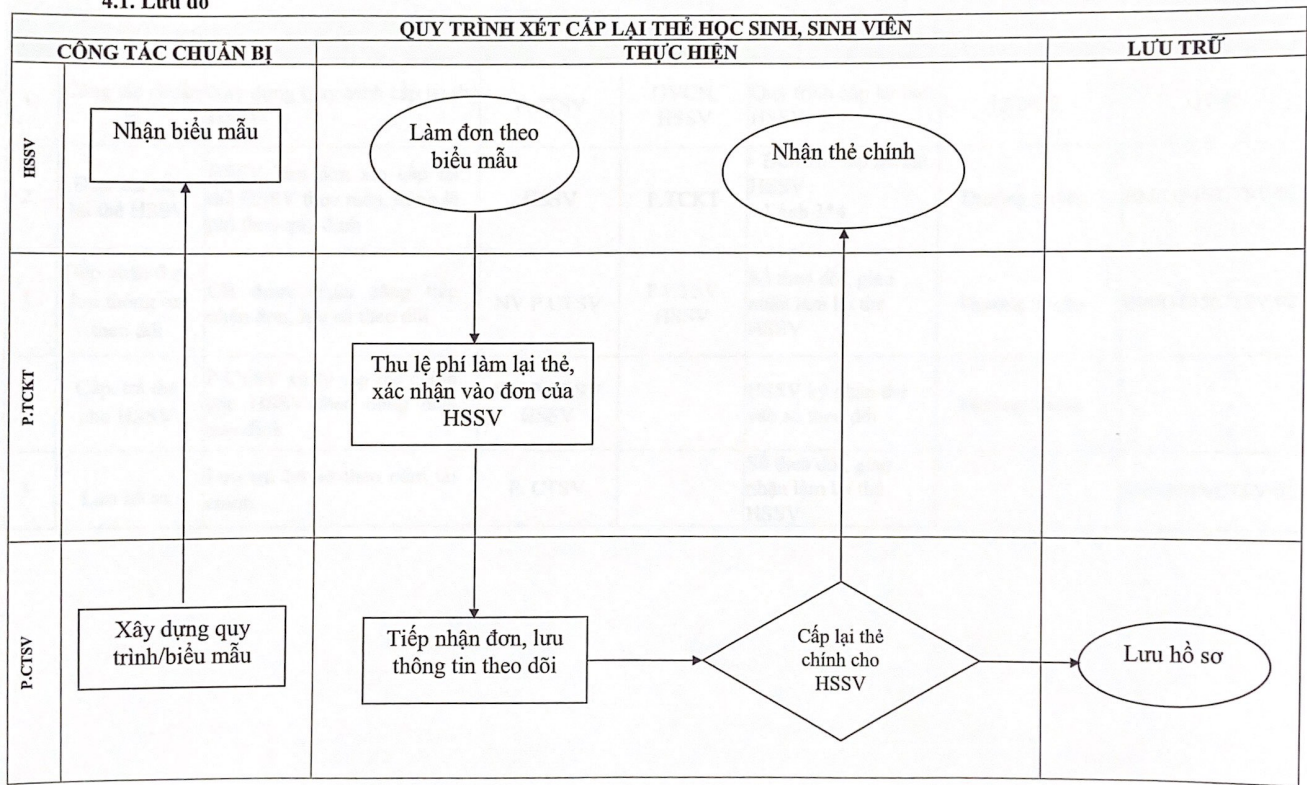 4.1. Lưu đồ
QUY TRÌNH XÉT CẤP LẠI THẺ HỌC SINH, SINH VIÊN
CÔNG TÁC CHUẨN BỊ
THỰC HIỆN
LƯU TRỮ
HSSV
Nhận biểu mẫu
Làm đơn theo
biểu mẫu
Nhận thẻ chính
P.TCKT
Thu lệ phí làm lại thẻ,
xác nhận vào đơn của
HSSV
P.CTSV
Xây dựng quy
trình/biểu mẫu
Tiếp nhận đơn, lưu
thông tin theo dõi
Cấp lại thẻ
chính cho
HSSV
Lưu hồ sơ